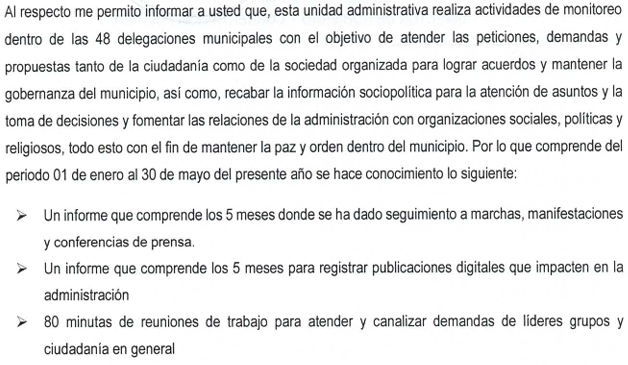 Al respecto me permito informar a usted que, esta unidad administrativa realiza actividades de monitoreo
dentro de las 48 delegaciones municipales con el objetivo de atender las peticiones, demandas y
propuestas tanto de la ciudadanía como de la sociedad organizada para lograr acuerdos y mantener la
gobernanza del municipio, así como, recabar la información sociopolítica para la atención de asuntos y la
toma de decisiones y fomentar las relaciones de la administración con organizaciones sociales, políticas y
religiosos, todo esto con el fin de mantener la paz y orden dentro del municipio. Por lo que comprende del
periodo 01 de enero al 30 de mayo del presente año se hace conocimiento lo siguiente:
➤ Un informe que comprende los 5 meses donde se ha dado seguimiento a marchas, manifestaciones
y conferencias de prensa.
➤ Un informe que comprende los 5 meses para registrar publicaciones digitales que impacten en la
administración
➤ 80 minutas de reuniones de trabajo para atender y canalizar demandas de líderes grupos y
ciudadanía en general